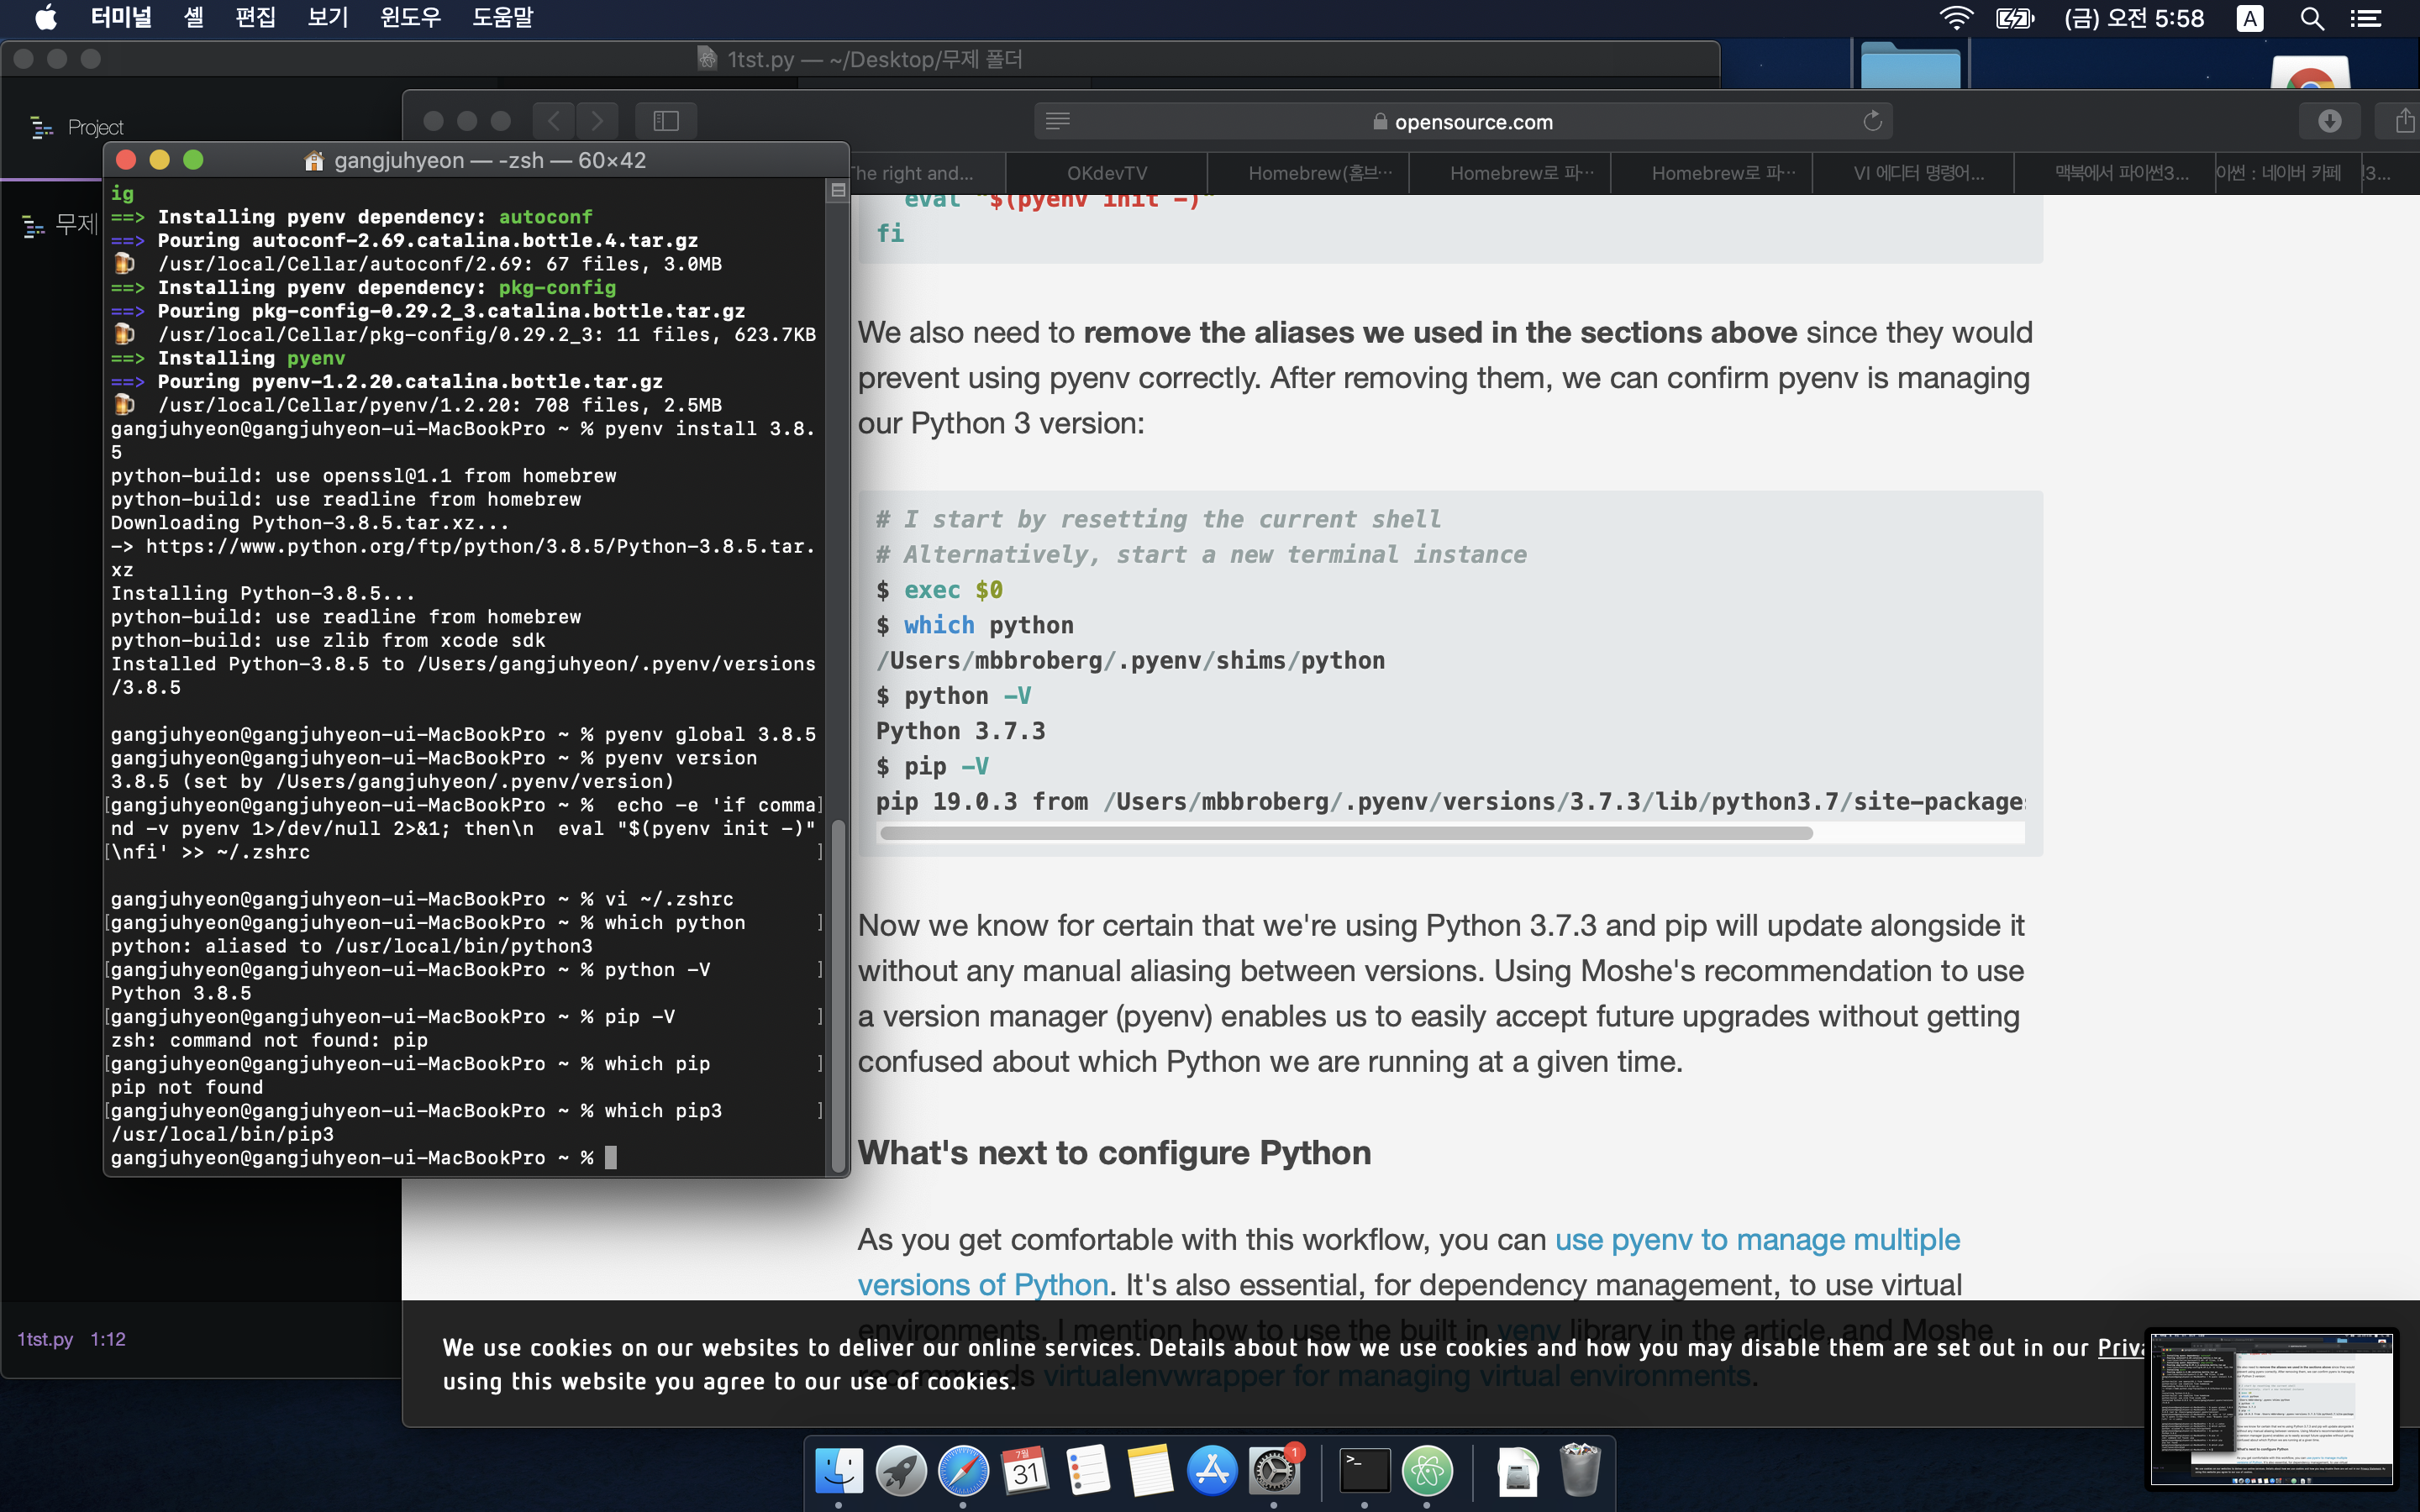 터미널 셸 편집 보기 윈도우 도움말
(금) 오전 5:58 A
1tst.py — ~/Desktop/무제 폴더
Project
무제
opensource.com
he right and...
OKdevTV
Homebrew(홈브…
Homebrew로 파…
Homebrew로 파…
VI 에디터 명령어...
맥북에서 파이썬3...
이썬 : 네이버 카페
3...
gangjuhyeon — -zsh — 60×42
ig
==> Installing pyenv dependency: autoconf
==> Pouring autoconf-2.69.catalina.bottle.4.tar.gz
🍺 /usr/local/Cellar/autoconf/2.69: 67 files, 3.0MB
==> Installing pyenv dependency: pkg-config
==> Pouring pkg-config-0.29.2_3.catalina.bottle.tar.gz
🍺 /usr/local/Cellar/pkg-config/0.29.2_3: 11 files, 623.7KB
==> Installing pyenv
==> Pouring pyenv-1.2.20.catalina.bottle.tar.gz
🍺 /usr/local/Cellar/pyenv/1.2.20: 708 files, 2.5MB
gangjuhyeon@gangjuhyeon-ui-MacBookPro ~ % pyenv install 3.8.
5
python-build: use openssl@1.1 from homebrew
python-build: use readline from homebrew
Downloading Python-3.8.5.tar.xz...
-> https://www.python.org/ftp/python/3.8.5/Python-3.8.5.tar.
xz
Installing Python-3.8.5...
python-build: use readline from homebrew
python-build: use zlib from xcode sdk
Installed Python-3.8.5 to /Users/gangjuhyeon/.pyenv/versions
/3.8.5
gangjuhyeon@gangjuhyeon-ui-MacBookPro ~ % pyenv global 3.8.5
gangjuhyeon@gangjuhyeon-ui-MacBookPro ~ % pyenv version
3.8.5 (set by /Users/gangjuhyeon/.pyenv/version)
[gangjuhyeon@gangjuhyeon-ui-MacBookPro ~ %  echo -e 'if comma]
nd -v pyenv 1>/dev/null 2>&1; then\n  eval "$(pyenv init -)"
[\nfi' >> ~/.zshrc ]
gangjuhyeon@gangjuhyeon-ui-MacBookPro ~ % vi ~/.zshrc
[gangjuhyeon@gangjuhyeon-ui-MacBookPro ~ % which python ]
python: aliased to /usr/local/bin/python3
[gangjuhyeon@gangjuhyeon-ui-MacBookPro ~ % python -V ]
Python 3.8.5
[gangjuhyeon@gangjuhyeon-ui-MacBookPro ~ % pip -V ]
zsh: command not found: pip
[gangjuhyeon@gangjuhyeon-ui-MacBookPro ~ % which pip ]
pip not found
[gangjuhyeon@gangjuhyeon-ui-MacBookPro ~ % which pip3 ]
/usr/local/bin/pip3
gangjuhyeon@gangjuhyeon-ui-MacBookPro ~ %
eval "$(pyenv init -)"
fi
We also need to remove the aliases we used in the sections above since they would
prevent using pyenv correctly. After removing them, we can confirm pyenv is managing
our Python 3 version:
# I start by resetting the current shell
# Alternatively, start a new terminal instance
$ exec $0
$ which python
/Users/mbbroberg/.pyenv/shims/python
$ python -V
Python 3.7.3
$ pip -V
pip 19.0.3 from /Users/mbbroberg/.pyenv/versions/3.7.3/lib/python3.7/site-package
Now we know for certain that we're using Python 3.7.3 and pip will update alongside it
without any manual aliasing between versions. Using Moshe's recommendation to use
a version manager (pyenv) enables us to easily accept future upgrades without getting
confused about which Python we are running at a given time.
What's next to configure Python
As you get comfortable with this workflow, you can use pyenv to manage multiple
versions of Python. It's also essential, for dependency management, to use virtual
environments. I mention how to use the built in venv library in the article, and Moshe
recommends virtualenvwrapper for managing virtual environments.
We use cookies on our websites to deliver our online services. Details about how we use cookies and how you may disable them are set out in our Priva
using this website you agree to our use of cookies.
1tst.py 1:12
7월
31
1